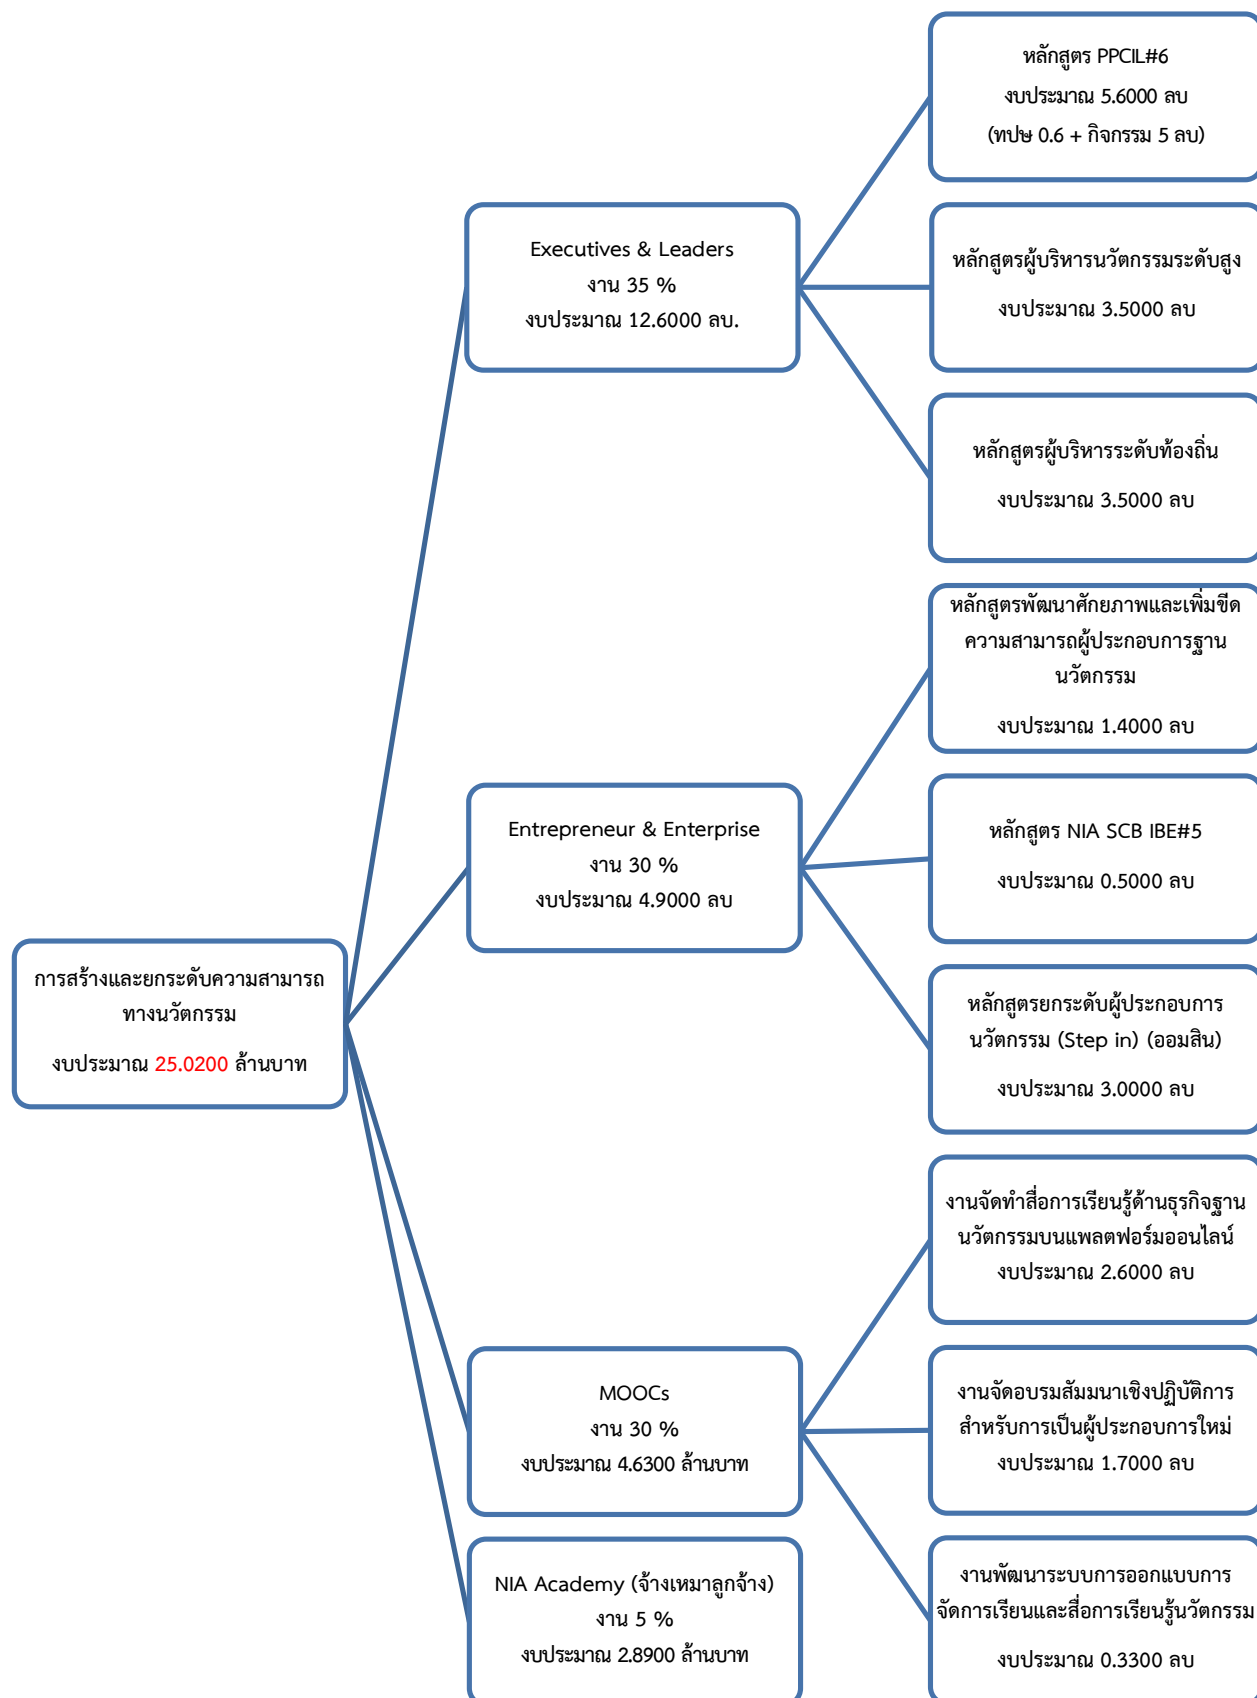 การสร้างและยกระดับความสามารถ
ทางนวัตกรรม
งบประมาณ 25.0200 ล้านบาท
Executives & Leaders
งาน 35 %
งบประมาณ 12.6000 ลบ.
หลักสูตร PPCIL#6
งบประมาณ 5.6000 ลบ
(ทปษ 0.6 + กิจกรรม 5 ลบ)
หลักสูตรผู้บริหารนวัตกรรมระดับสูง
งบประมาณ 3.5000 ลบ
หลักสูตรผู้บริหารระดับท้องถิ่น
งบประมาณ 3.5000 ลบ
Entrepreneur & Enterprise
งาน 30 %
งบประมาณ 4.9000 ลบ
หลักสูตรพัฒนาศักยภาพและเพิ่มขีด
ความสามารถผู้ประกอบการฐาน
นวัตกรรม
งบประมาณ 1.4000 ลบ
หลักสูตร NIA SCB IBE#5
งบประมาณ 0.5000 ลบ
หลักสูตรยกระดับผู้ประกอบการ
นวัตกรรม (Step in) (ออมสิน)
งบประมาณ 3.0000 ลบ
MOOCs
งาน 30 %
งบประมาณ 4.6300 ล้านบาท
งานจัดทำสื่อการเรียนรู้ด้านธุรกิจฐาน
นวัตกรรมบนแพลตฟอร์มออนไลน์
งบประมาณ 2.6000 ลบ
งานจัดอบรมสัมมนาเชิงปฏิบัติการ
สำหรับการเป็นผู้ประกอบการใหม่
งบประมาณ 1.7000 ลบ
งานพัฒนาระบบการออกแบบการ
จัดการเรียนและสื่อการเรียนรู้นวัตกรรม
งบประมาณ 0.3300 ลบ
NIA Academy (จ้างเหมาลูกจ้าง)
งาน 5 %
งบประมาณ 2.8900 ล้านบาท